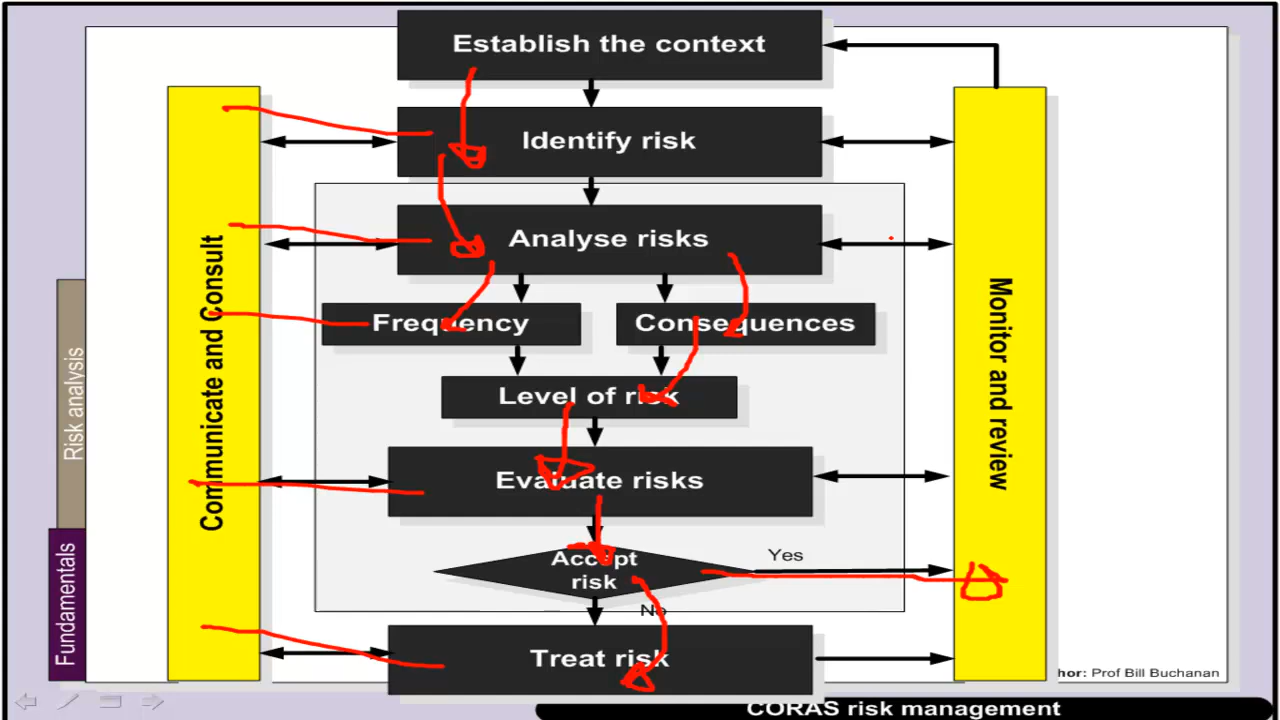 Establish the context
Identify risk
Analyse risks
Frequency
Consequences
Level of risk
Evaluate risks
Accept
risk
Yes
No
Treat risk
Communicate and Consult
Monitor and review
Risk analysis
Fundamentals
hor: Prof Bill Buchanan
CORAS risk management